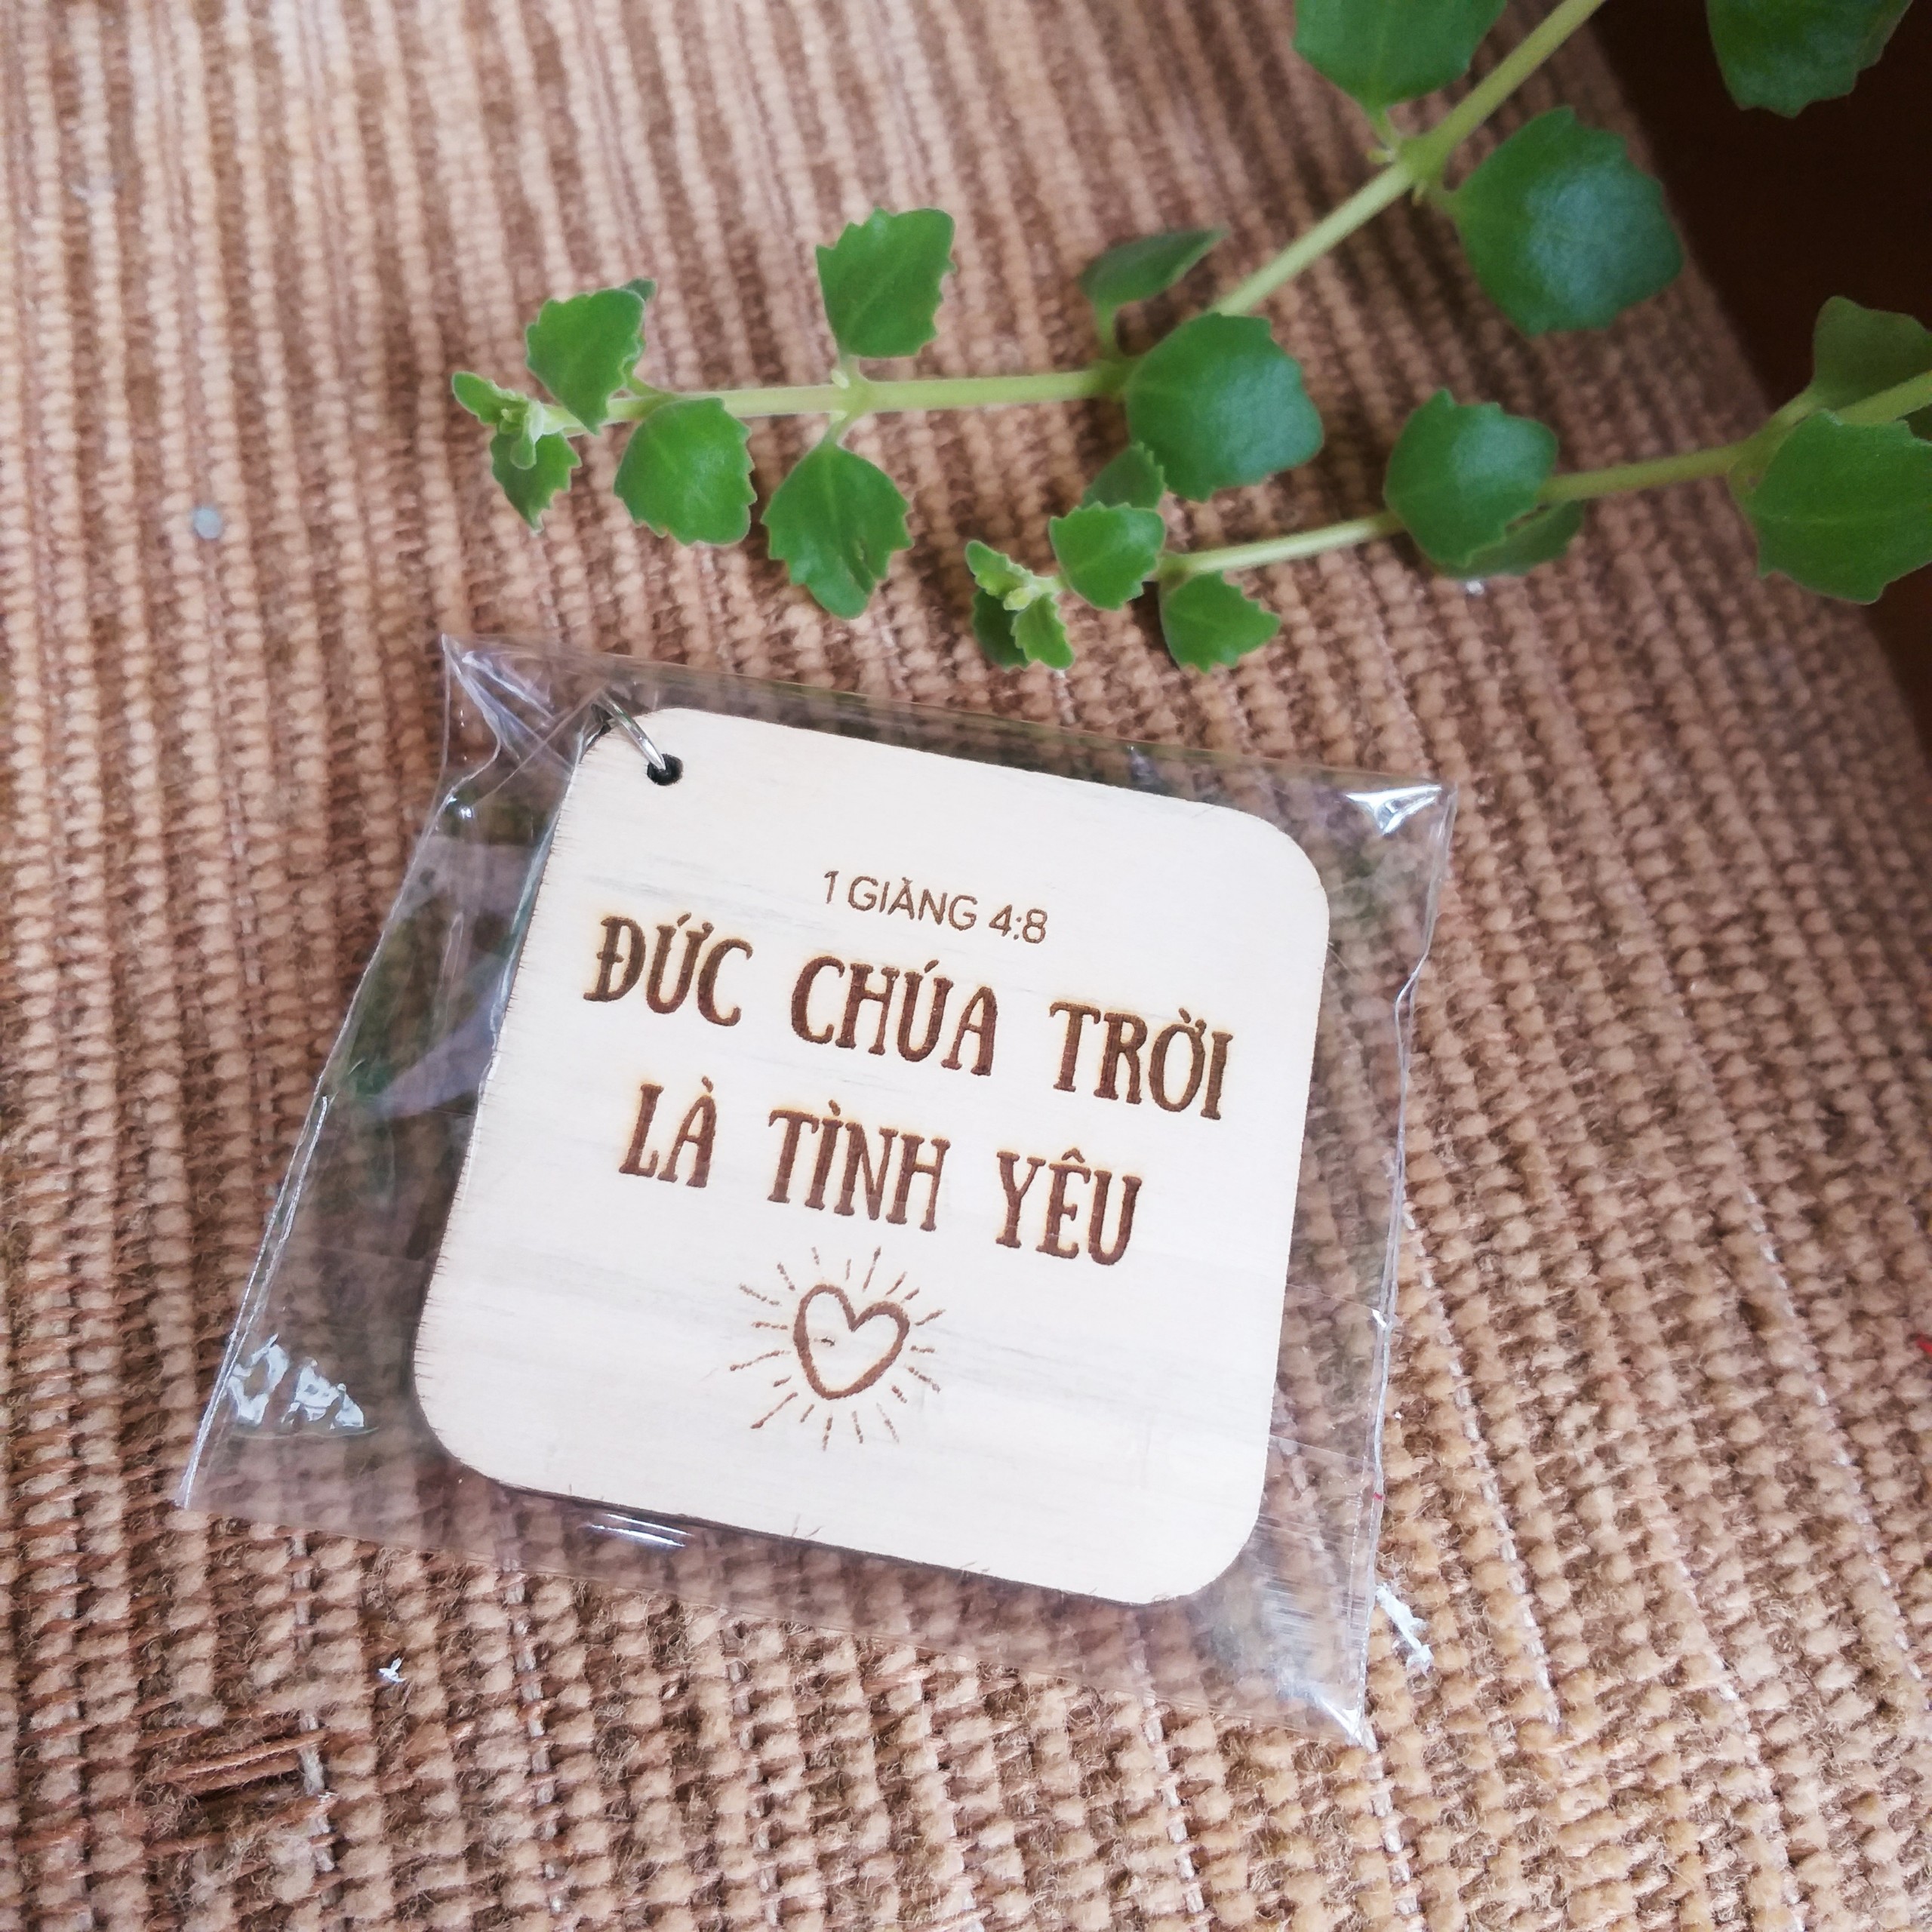 1 GIĂNG 4:8
ĐỨC CHÚA TRỜI
LÀ TÌNH YÊU